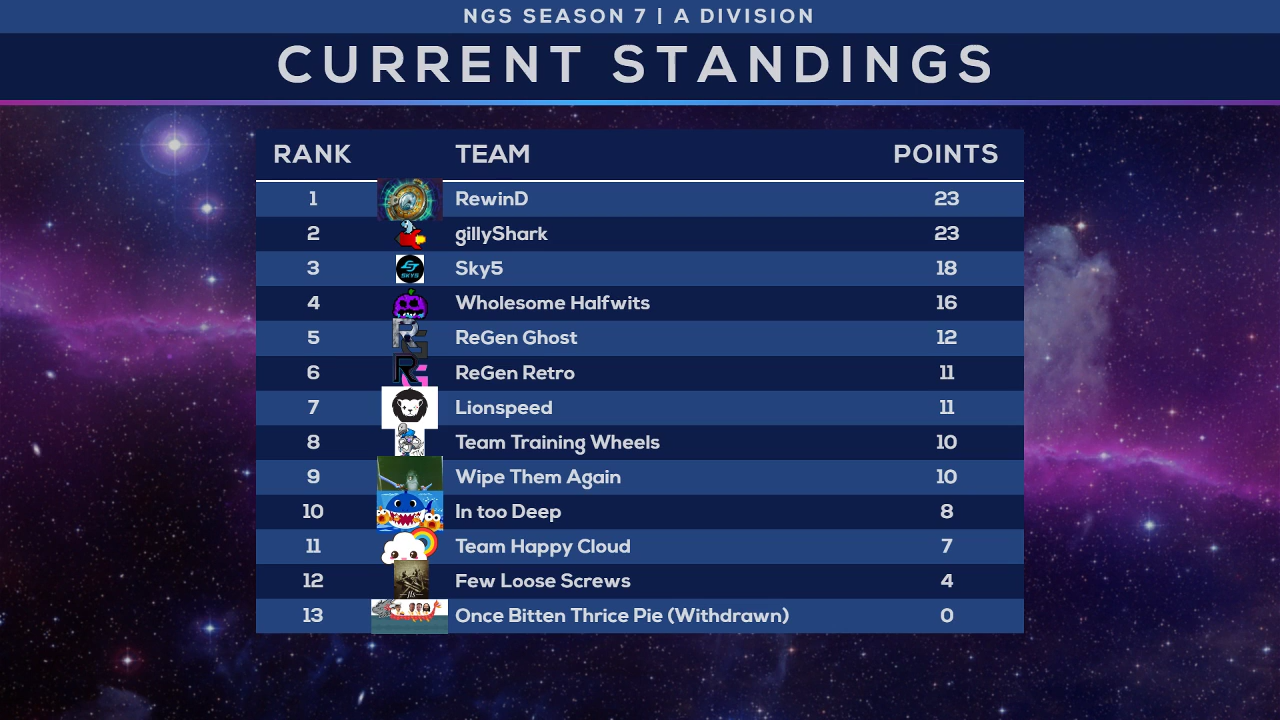 NGS SEASON 7 | A DIVISION
CURRENT STANDINGS
RANK TEAM POINTS
1 RewinD 23
2 gillyShark 23
3 SKY5 Sky5 18
4 Wholesome Halfwits 16
5 RG ReGen Ghost 12
6 RG ReGen Retro 11
7 Lionspeed 11
8 Team Training Wheels 10
9 Wipe Them Again 10
10 In too Deep 8
11 Team Happy Cloud 7
12 Few Loose Screws 4
13 Once Bitten Thrice Pie (Withdrawn) 0